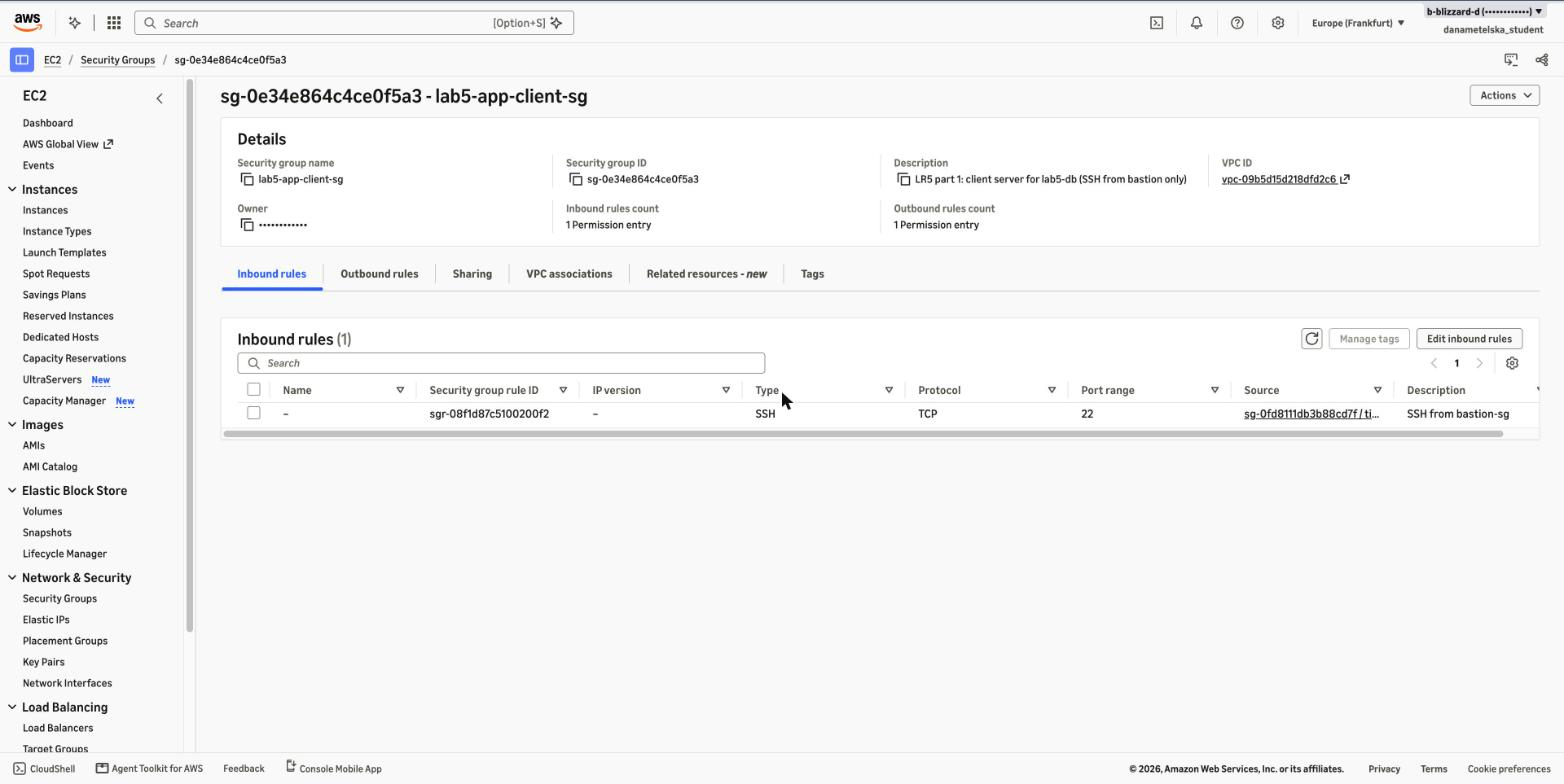 aws
Search [Option+S]
Europe (Frankfurt)
b-blizzard-d (············)
danametelska_student
EC2 / Security Groups / sg-0e34e864c4ce0f5a3
EC2
Dashboard
AWS Global View
Events
Instances
Instances
Instance Types
Launch Templates
Spot Requests
Savings Plans
Reserved Instances
Dedicated Hosts
Capacity Reservations
UltraServers New
Capacity Manager New
Images
AMIs
AMI Catalog
Elastic Block Store
Volumes
Snapshots
Lifecycle Manager
Network & Security
Security Groups
Elastic IPs
Placement Groups
Key Pairs
Network Interfaces
Load Balancing
Load Balancers
Target Groups
sg-0e34e864c4ce0f5a3 - lab5-app-client-sg
Actions
Details
Security group name
lab5-app-client-sg
Security group ID
sg-0e34e864c4ce0f5a3
Description
LR5 part 1: client server for lab5-db (SSH from bastion only)
VPC ID
vpc-09b5d15d218dfd2c6
Owner
············
Inbound rules count
1 Permission entry
Outbound rules count
1 Permission entry
Inbound rules Outbound rules Sharing VPC associations Related resources - new Tags
Inbound rules (1)
Manage tags Edit inbound rules
Search
1
Name Security group rule ID IP version Type Protocol Port range Source Description
– sgr-08f1d87c5100200f2 – SSH TCP 22 sg-0fd8111db3b88cd7f / ti... SSH from bastion-sg
CloudShell Agent Toolkit for AWS Feedback Console Mobile App
© 2026, Amazon Web Services, Inc. or its affiliates. Privacy Terms Cookie preferences